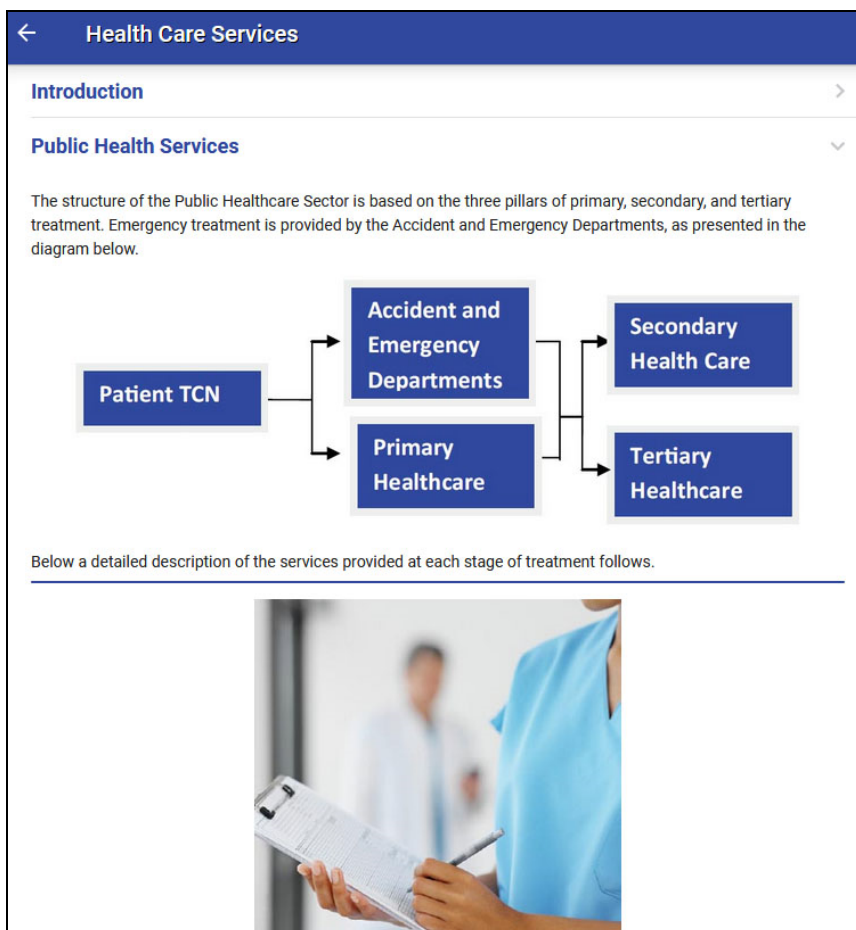 Health Care Services
Introduction
Public Health Services
The structure of the Public Healthcare Sector is based on the three pillars of primary, secondary, and tertiary
treatment. Emergency treatment is provided by the Accident and Emergency Departments, as presented in the
diagram below.
Patient TCN
Accident and
Emergency
Departments
Primary
Healthcare
Secondary
Health Care
Tertiary
Healthcare
Below a detailed description of the services provided at each stage of treatment follows.